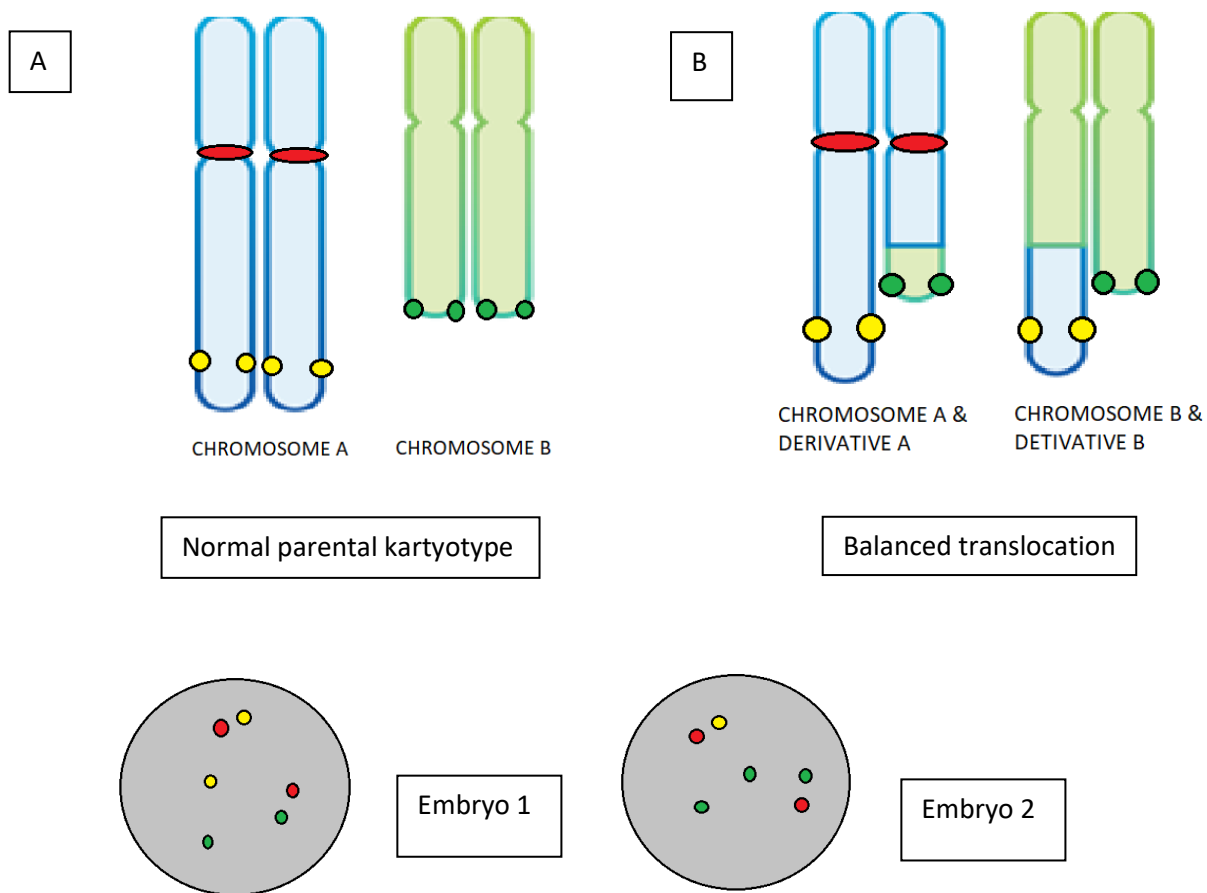 A
B
CHROMOSOME A
CHROMOSOME B
CHROMOSOME A &
DERIVATIVE A
CHROMOSOME B &
DETIVATIVE B
Normal parental kartyotype
Balanced translocation
Embryo 1
Embryo 2